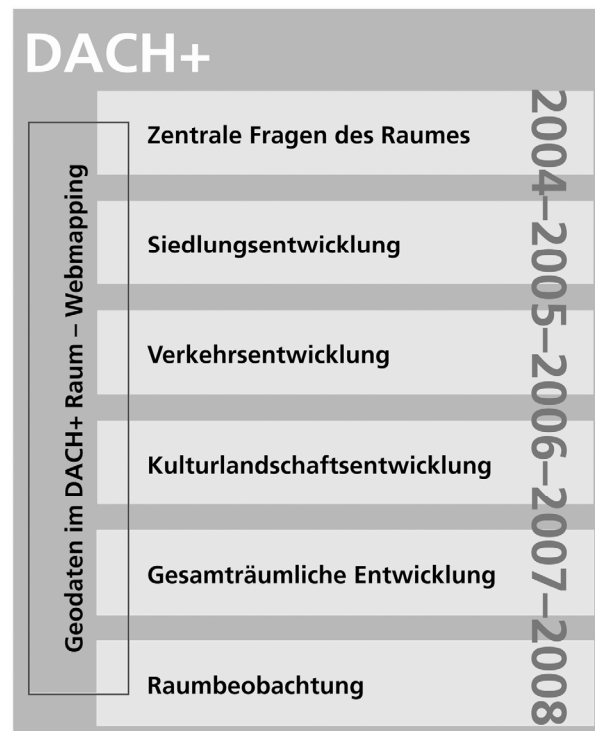 DACH+
Geodaten im DACH+ Raum – Webmapping
Zentrale Fragen des Raumes
Siedlungsentwicklung
Verkehrsentwicklung
Kulturlandschaftsentwicklung
Gesamträumliche Entwicklung
Raumbeobachtung
2004–2005–2006–2007–2008